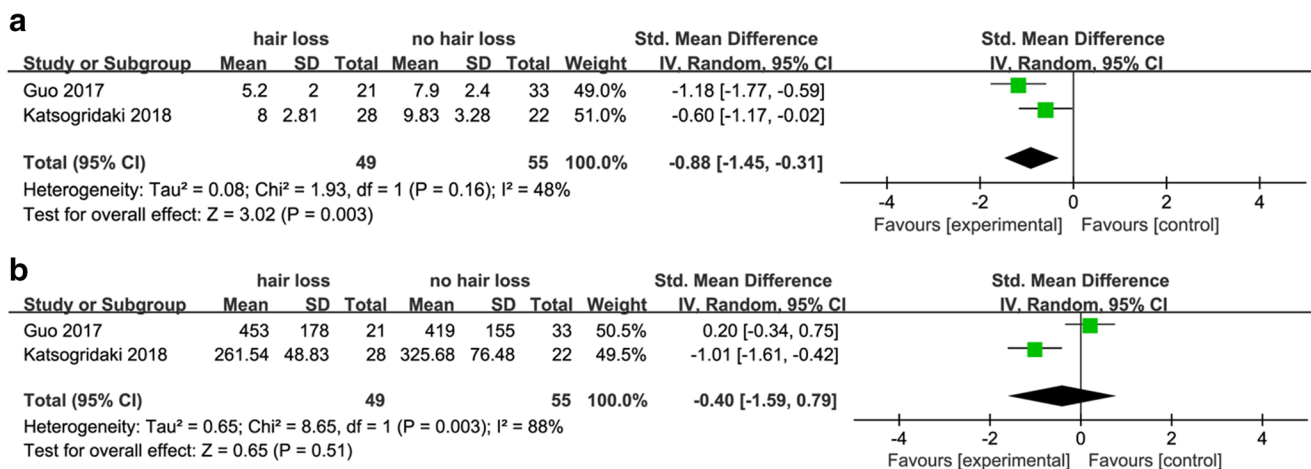 a
hair loss no hair loss Std. Mean Difference Std. Mean Difference
Study or Subgroup Mean SD Total Mean SD Total Weight IV, Random, 95% CI IV, Random, 95% CI
Guo 2017 5.2 2 21 7.9 2.4 33 49.0% -1.18 [-1.77, -0.59]
Katsogridaki 2018 8 2.81 28 9.83 3.28 22 51.0% -0.60 [-1.17, -0.02]
Total (95% CI) 49 55 100.0% -0.88 [-1.45, -0.31]
Heterogeneity: Tau² = 0.08; Chi² = 1.93, df = 1 (P = 0.16); I² = 48%
Test for overall effect: Z = 3.02 (P = 0.003)
-4 -2 0 2 4
Favours [experimental] Favours [control]
b
hair loss no hair loss Std. Mean Difference Std. Mean Difference
Study or Subgroup Mean SD Total Mean SD Total Weight IV, Random, 95% CI IV, Random, 95% CI
Guo 2017 453 178 21 419 155 33 50.5% 0.20 [-0.34, 0.75]
Katsogridaki 2018 261.54 48.83 28 325.68 76.48 22 49.5% -1.01 [-1.61, -0.42]
Total (95% CI) 49 55 100.0% -0.40 [-1.59, 0.79]
Heterogeneity: Tau² = 0.65; Chi² = 8.65, df = 1 (P = 0.003); I² = 88%
Test for overall effect: Z = 0.65 (P = 0.51)
-4 -2 0 2 4
Favours [experimental] Favours [control]